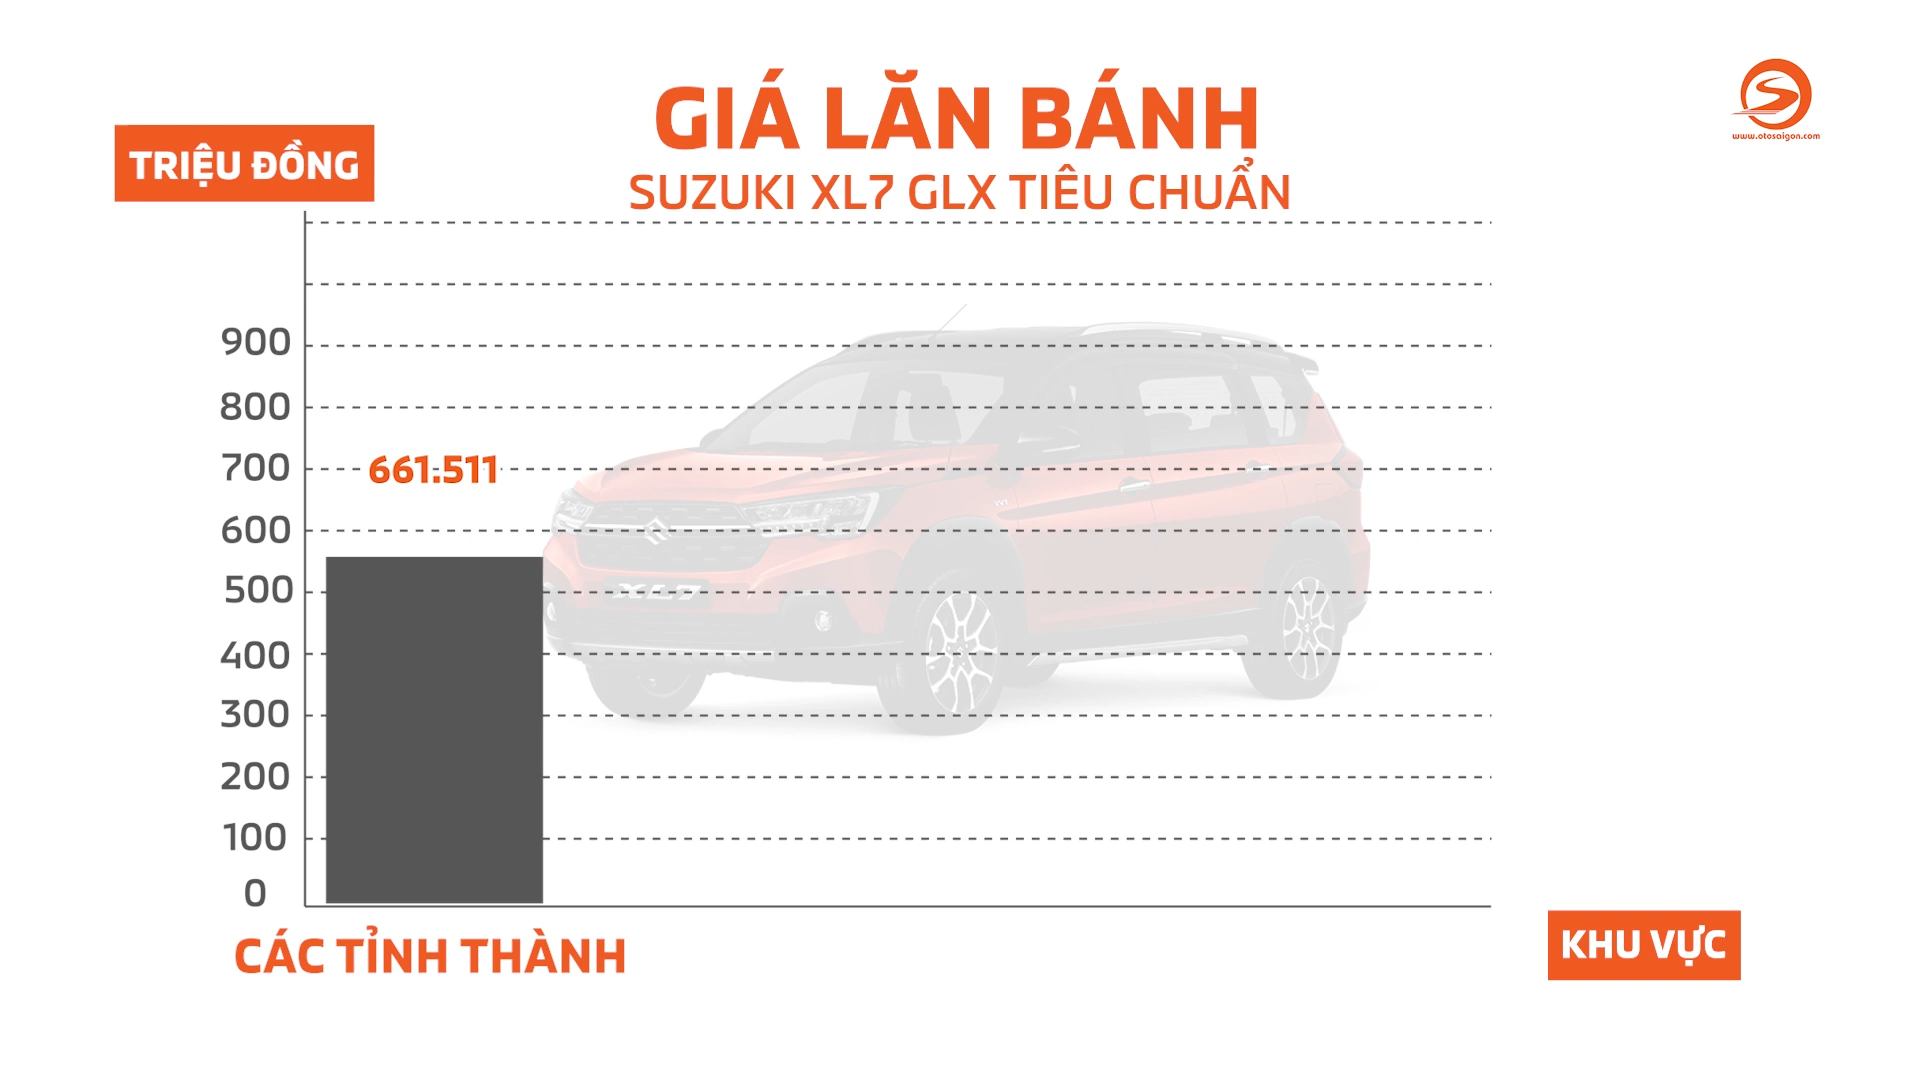 GIÁ LĂN BÁNH
SUZUKI XL7 GLX TIÊU CHUẨN
www.otosaigon.com
TRIỆU ĐỒNG
900
800
700
661.511
600
500
400
300
200
100
0
XL7
CÁC TỈNH THÀNH
KHU VỰC